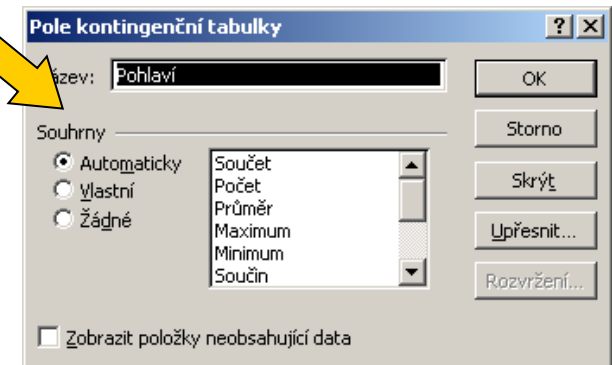 Pole kontingenční tabulky
ázev: Pohlaví
OK
Souhrny
Storno
Automaticky
Vlastní
Žádné
Součet
Počet
Průměr
Maximum
Minimum
Součin
Skrýt
Upřesnit...
Rozvržení...
Zobrazit položky neobsahující data